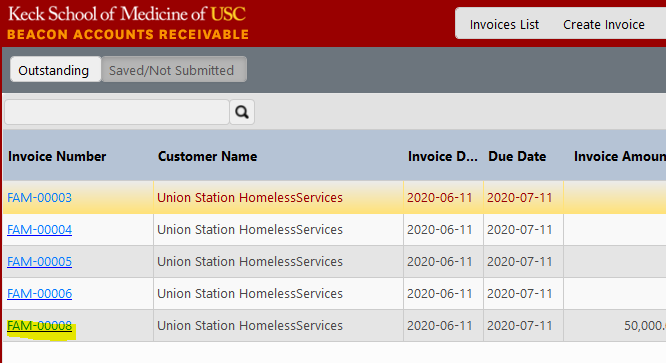 Keck School of Medicine of USC
BEACON ACCOUNTS RECEIVABLE
Invoices List Create Invoice
Outstanding Saved/Not Submitted
Invoice Number Customer Name Invoice D... Due Date Invoice Amoun
FAM-00003 Union Station HomelessServices 2020-06-11 2020-07-11
FAM-00004 Union Station HomelessServices 2020-06-11 2020-07-11
FAM-00005 Union Station HomelessServices 2020-06-11 2020-07-11
FAM-00006 Union Station HomelessServices 2020-06-11 2020-07-11
FAM-00008 Union Station HomelessServices 2020-06-11 2020-07-11 50,000.